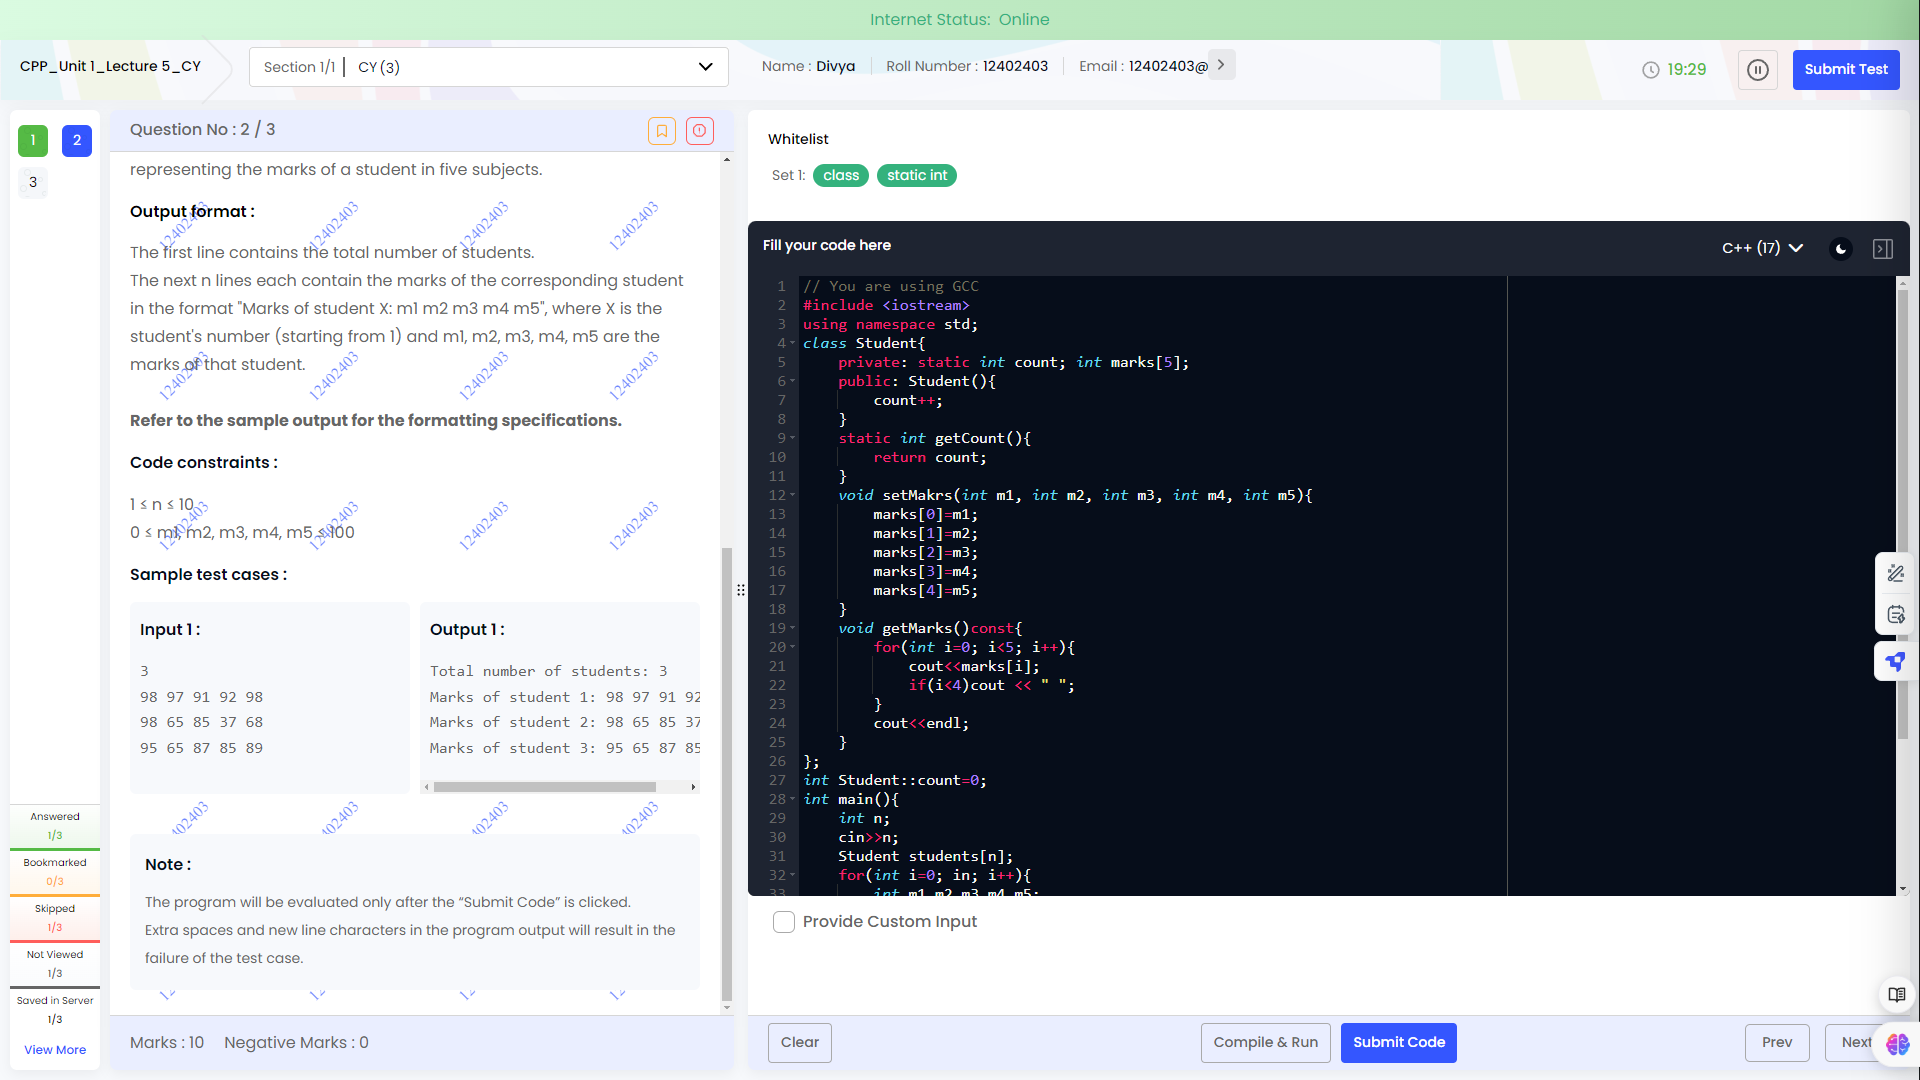 Internet Status: Online
CPP_Unit 1_Lecture 5_CY
Section 1/1 | CY (3)
Name : Divya
Roll Number : 12402403
Email : 12402403@
19:29
Submit Test
1
2
3
Answered
1/3
Bookmarked
0/3
Skipped
1/3
Not Viewed
1/3
Saved in Server
1/3
View More
Question No : 2 / 3
representing the marks of a student in five subjects.
Output format :
The first line contains the total number of students.
The next n lines each contain the marks of the corresponding student
in the format "Marks of student X: m1 m2 m3 m4 m5", where X is the
student's number (starting from 1) and m1, m2, m3, m4, m5 are the
marks of that student.
Refer to the sample output for the formatting specifications.
Code constraints :
1 ≤ n ≤ 10
0 ≤ m1, m2, m3, m4, m5 ≤ 100
Sample test cases :
Input 1 :
3
98 97 91 92 98
98 65 85 37 68
95 65 87 85 89
Output 1 :
Total number of students: 3
Marks of student 1: 98 97 91 92
Marks of student 2: 98 65 85 37
Marks of student 3: 95 65 87 85
Note :
The program will be evaluated only after the “Submit Code” is clicked.
Extra spaces and new line characters in the program output will result in the
failure of the test case.
12402403 12402403 12402403 12402403
12402403 12402403 12402403 12402403
12402403 12402403 12402403 12402403
Marks : 10
Negative Marks : 0
Whitelist
Set 1: class static int
Fill your code here
C++ (17)
1 // You are using GCC
2 #include <iostream>
3 using namespace std;
4 class Student{
5 private: static int count; int marks[5];
6 public: Student(){
7 count++;
8 }
9 static int getCount(){
10 return count;
11 }
12 void setMakrs(int m1, int m2, int m3, int m4, int m5){
13 marks[0]=m1;
14 marks[1]=m2;
15 marks[2]=m3;
16 marks[3]=m4;
17 marks[4]=m5;
18 }
19 void getMarks()const{
20 for(int i=0; i<5; i++){
21 cout<<marks[i];
22 if(i<4)cout << " ";
23 }
24 cout<<endl;
25 }
26 };
27 int Student::count=0;
28 int main(){
29 int n;
30 cin>>n;
31 Student students[n];
32 for(int i=0; in; i++){
33 int m1,m2,m3,m4,m5;
Provide Custom Input
Clear
Compile & Run
Submit Code
Prev
Next